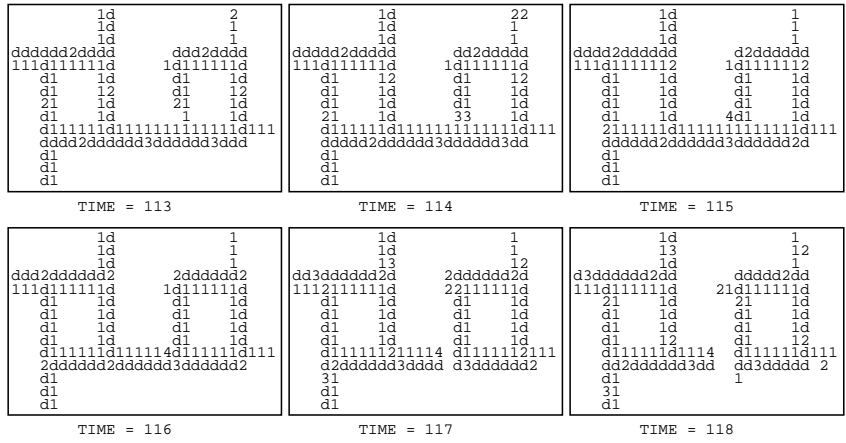 1d 2
1d 1
1d 1
dddddd2dddd ddd2dddd
111d111111d 1d111111d
d1 1d d1 1d
d1 12 d1 12
21 1d 21 1d
d1 1d 1 1d
d111111d1111111111111d111
dddd2dddddd3dddddd3ddd
d1
d1
d1
TIME = 113
1d 22
1d 1
1d 1
ddddd2ddddd dd2ddddd
111d111111d 1d111111d
d1 12 d1 12
d1 1d d1 1d
d1 1d d1 1d
21 1d 33 1d
d111111d1111111111111d111
ddddd2dddddd3dddddd3dd
d1
d1
d1
TIME = 114
1d 1
1d 1
1d 1
dddd2dddddd d2dddddd
111d1111112 1d1111112
d1 1d d1 1d
d1 1d d1 1d
d1 1d d1 1d
d1 1d 4d1 1d
2111111d1111111111111d111
dddddd2dddddd3dddddd2d
d1
d1
d1
TIME = 115
1d 1
1d 1
1d 1
ddd2dddddd2 2dddddd2
111d111111d 1d111111d
d1 1d d1 1d
d1 1d d1 1d
d1 1d d1 1d
d1 1d d1 1d
d111111d111114d111111d111
2dddddd2dddddd3dddddd2
d1
d1
d1
TIME = 116
1d 1
1d 1
13 12
dd3dddddd2d 2dddddd2d
1112111111d 22111111d
d1 1d d1 1d
d1 1d d1 1d
d1 1d d1 1d
d1 1d d1 1d
d111111211114 d1111112111
d2dddddd3dddd d3dddddd2
31
d1
d1
TIME = 117
1d 1
13 12
1d 1
d3dddddd2dd ddddd2dd
111d111111d 21d111111d
21 1d 21 1d
d1 1d d1 1d
d1 1d d1 1d
d1 12 d1 12
d111111d1114 d111111d111
dd2dddddd3dd dd3ddddd 2
d1 1
31
d1
TIME = 118